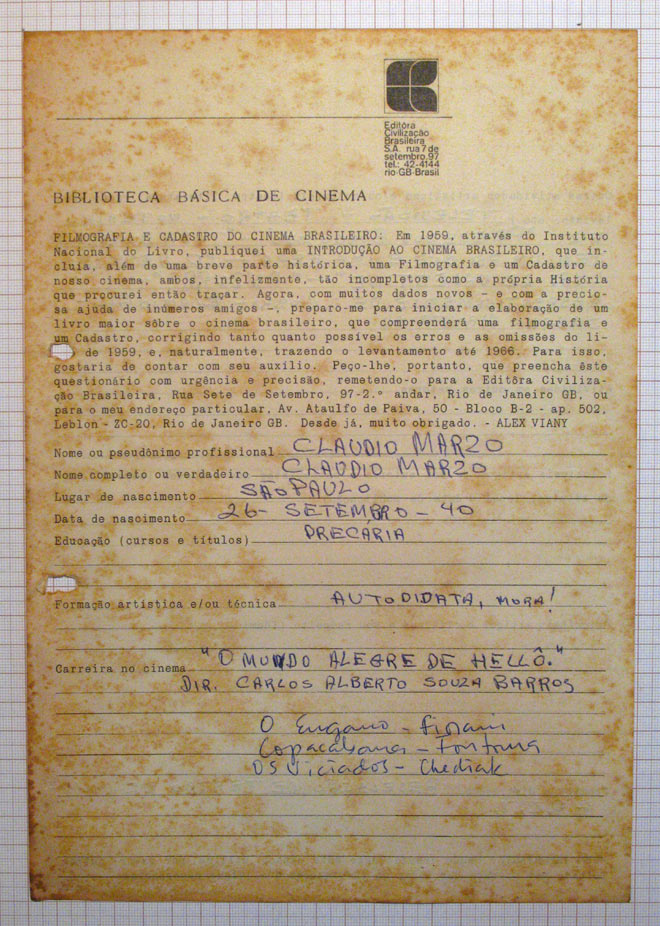 Editôra
Civilização
Brasileira
S.A. rua 7 de
setembro, 97
tel.: 42-4144
rio-GB-Brasil
BIBLIOTECA BÁSICA DE CINEMA
FILMOGRAFIA E CADASTRO DO CINEMA BRASILEIRO: Em 1959, através do Instituto
Nacional do Livro, publiquei uma INTRODUÇÃO AO CINEMA BRASILEIRO, que in-
cluía, além de uma breve parte histórica, uma Filmografia e um Cadastro de
nosso cinema, ambos, infelizmente, tão incompletos como a própria História
que procurei então traçar. Agora, com muitos dados novos - e com a precio-
sa ajuda de inúmeros amigos -, preparo-me para iniciar a elaboração de um
livro maior sôbre o cinema brasileiro, que compreenderá uma filmografia e
um Cadastro, corrigindo tanto quanto possível os erros e as omissões do li-
de 1959, e, naturalmente, trazendo o levantamento até 1966. Para isso,
gostaria de contar com seu auxílio. Peço-lhe, portanto, que preencha êste
questionário com urgência e precisão, remetendo-o para a Editôra Civiliza-
ção Brasileira, Rua Sete de Setembro, 97-2.º andar, Rio de Janeiro GB, ou
para o meu endereço particular, Av. Ataulfo de Paiva, 50 - Bloco B-2 - ap. 502,
Leblon - ZC-20, Rio de Janeiro GB. Desde já, muito obrigado. - ALEX VIANY
Nome ou pseudônimo profissional CLAUDIO MARZO
Nome completo ou verdadeiro CLAUDIO MARZO
Lugar de nascimento SÃO PAULO
Data de nascimento 26- SETEMBRO - 40
Educação (cursos e títulos) PRECÁRIA
Formação artística e/ou técnica AUTODIDATA, MORA!
Carreira no cinema "O MUNDO ALEGRE DE HELLÔ."
DIR. CARLOS ALBERTO SOUZA BARROS
O Engano - Fiorani
Copacabana - Fontoura
OS Viciados - Chediak